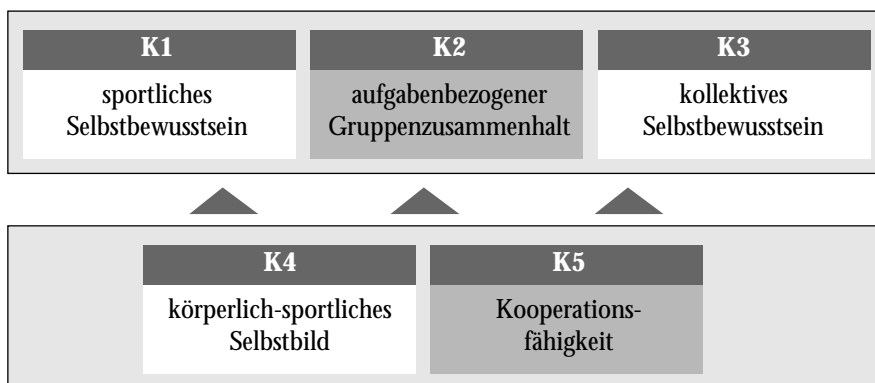 K1 K2 K3
sportliches aufgabenbezogener kollektives
Selbstbewusstsein Gruppenzusammenhalt Selbstbewusstsein
K4 K5
körperlich-sportliches Kooperations-
Selbstbild fähigkeit